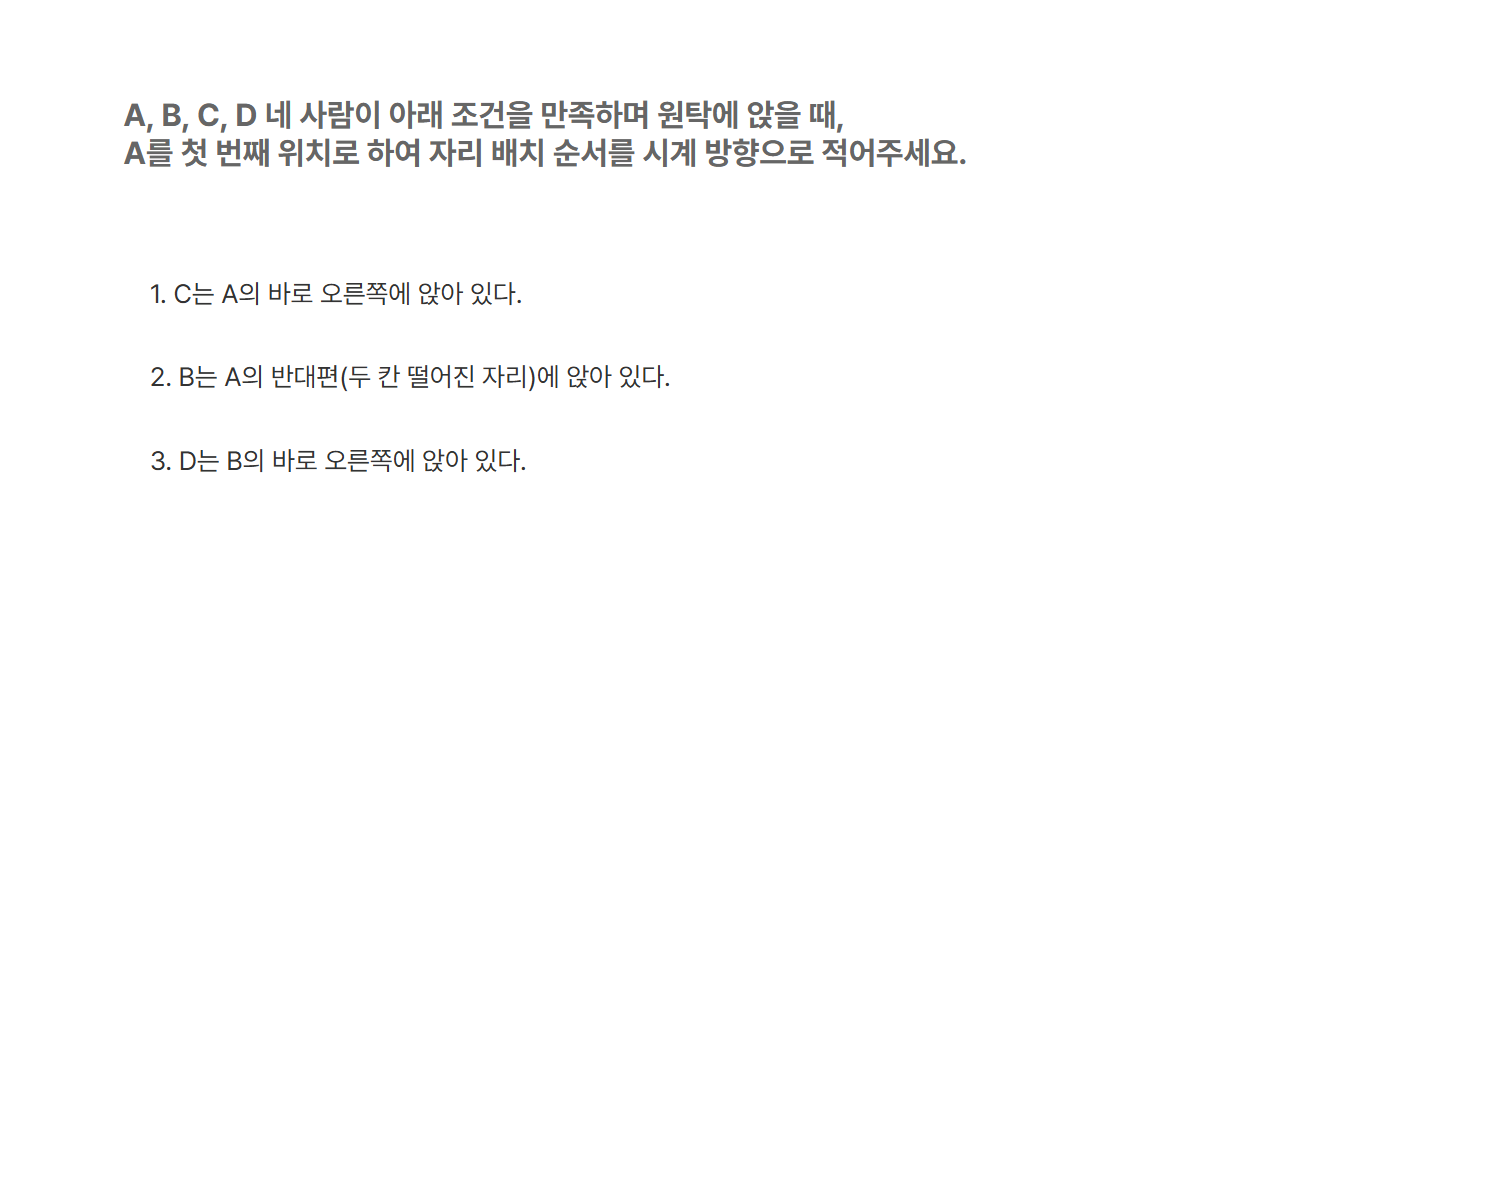 A, B, C, D 네 사람이 아래 조건을 만족하며 원탁에 앉을 때,
A를 첫 번째 위치로 하여 자리 배치 순서를 시계 방향으로 적어주세요.
1. C는 A의 바로 오른쪽에 앉아 있다.
2. B는 A의 반대편(두 칸 떨어진 자리)에 앉아 있다.
3. D는 B의 바로 오른쪽에 앉아 있다.